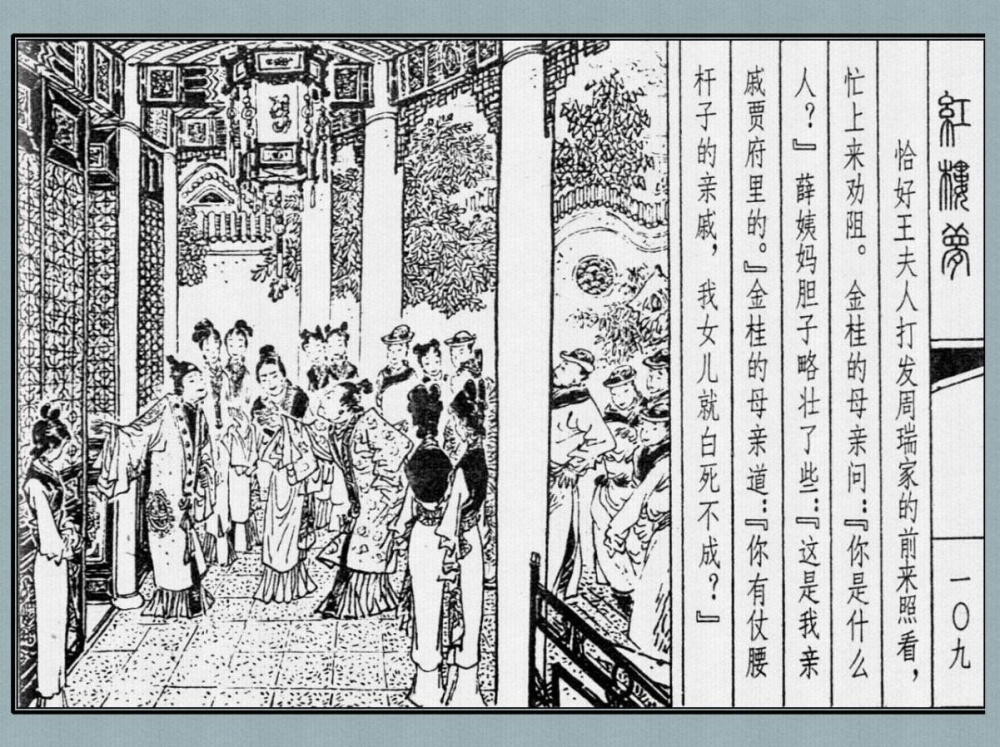 紅樓夢
一〇九
恰好王夫人打发周瑞家的前来照看，
忙上来劝阻。金桂的母亲问：『你是什么
人？』薛姨妈胆子略壮了些：『这是我亲
戚贾府里的。』金桂的母亲道：『你有仗腰
杆子的亲戚，我女儿就白死不成？』